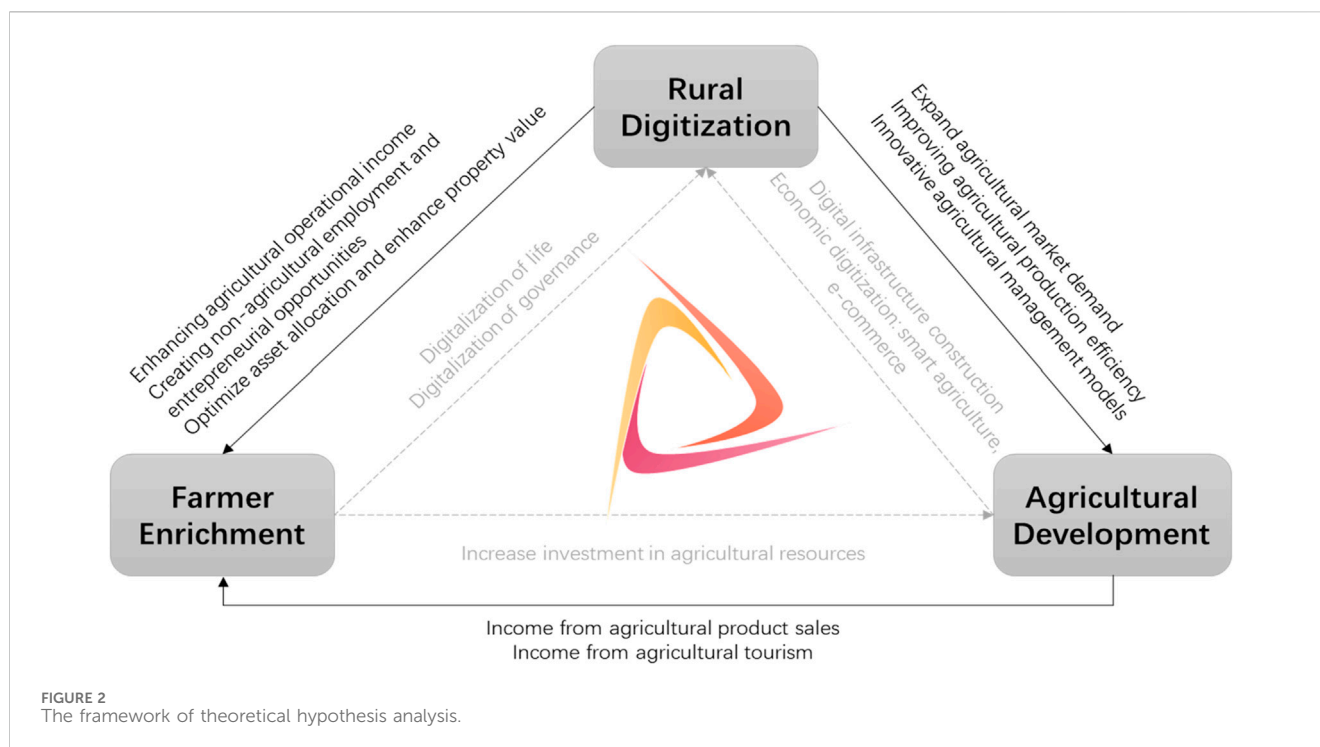 Rural
Digitization
Enhancing agricultural operational income
Creating non-agricultural employment and
entrepreneurial opportunities
Optimize asset allocation and enhance property value
Digitalization of life
Digitalization of governance
Digital infrastructure construction
Economic digitization: smart agriculture,
e-commerce
Expand agricultural market demand
Improving agricultural production efficiency
Innovative agricultural management models
Farmer
Enrichment
Agricultural
Development
Increase investment in agricultural resources
Income from agricultural product sales
Income from agricultural tourism
FIGURE 2
The framework of theoretical hypothesis analysis.